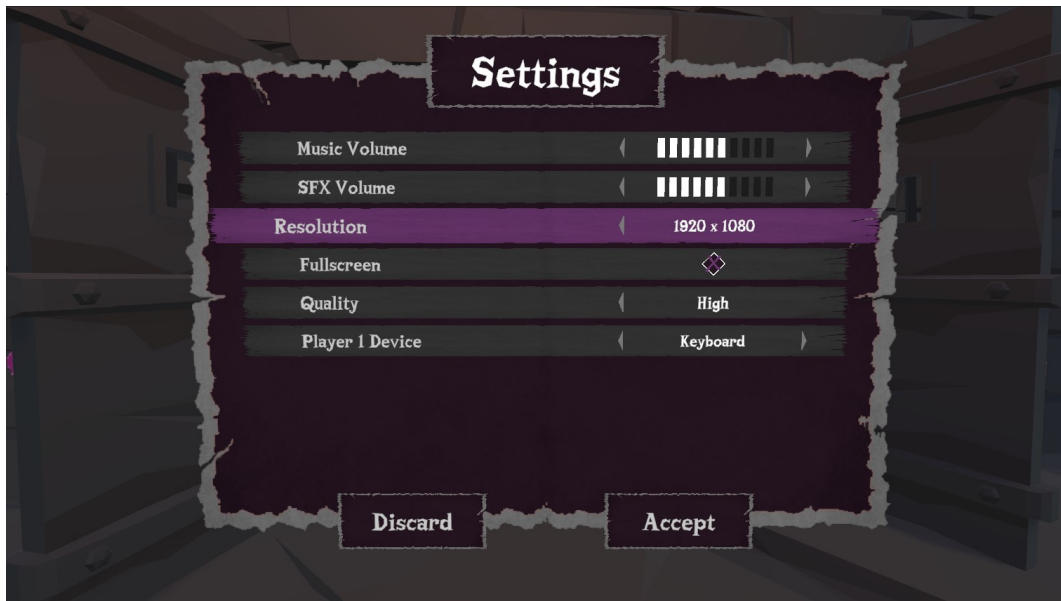 Settings
Music Volume
SFX Volume
Resolution 1920 x 1080
Fullscreen
Quality High
Player 1 Device Keyboard
Discard Accept